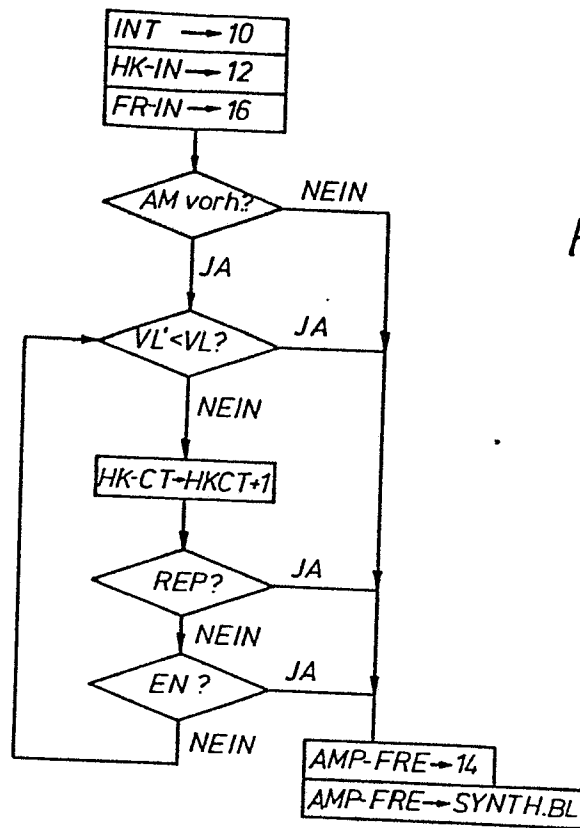 INT → 10
HK-IN → 12
FR-IN → 16
AM vorh.?
NEIN
JA
VL'<VL?
JA
NEIN
HK-CT→HKCT+1
REP?
JA
NEIN
EN ?
JA
NEIN
AMP-FRE→14
AMP-FRE→SYNTH.BL